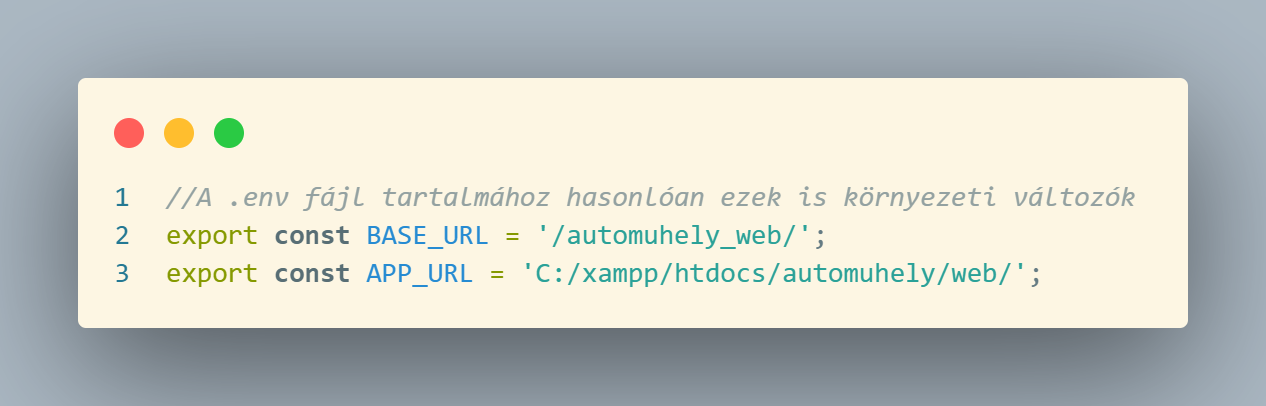 1 //A .env fájl tartalmához hasonlóan ezek is környezeti változók
2 export const BASE_URL = '/automuhely_web/';
3 export const APP_URL = 'C:/xampp/htdocs/automuhely/web/';